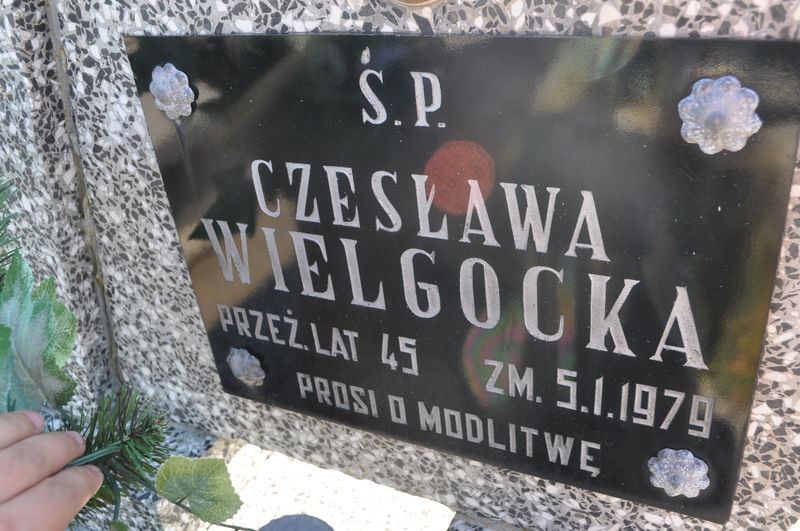 Ś.P.
CZESŁAWA
WIELGOCKA
PRZEŻ. LAT 45 ZM. 5.1.1979
PROSI O MODLITWĘ